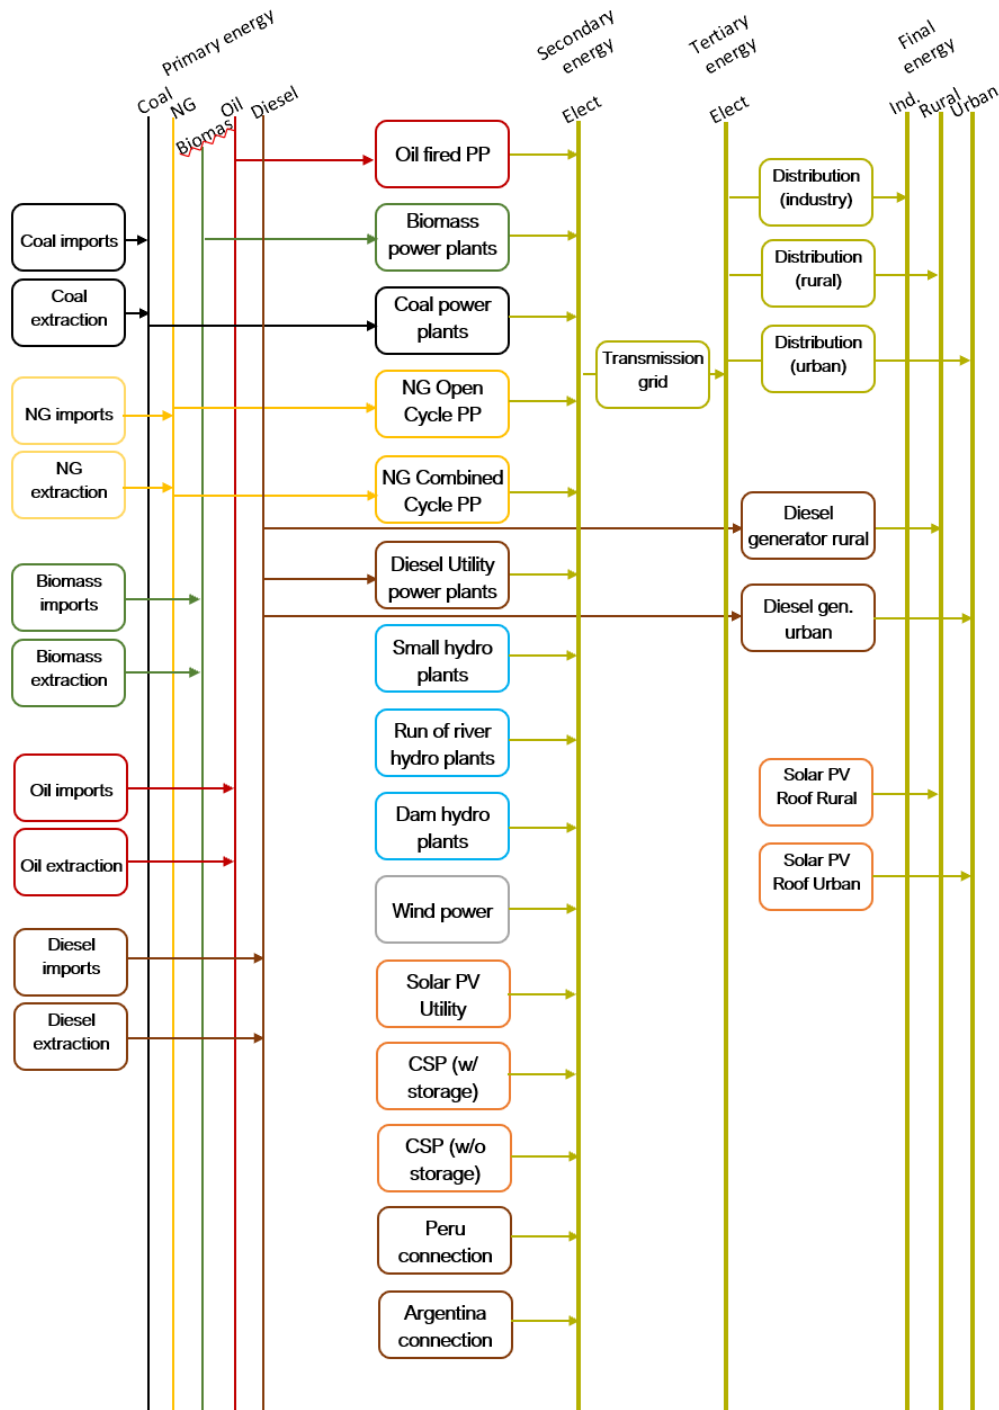 Primary energy
Secondary
energy
Tertiary
energy
Final
energy
Coal
NG
Biomas
Oil
Diesel
Elect
Elect
Ind.
Rural
Urban
Oil fired PP
Distribution
(industry)
Coal imports
Biomass
power plants
Distribution
(rural)
Coal
extraction
Coal power
plants
Distribution
(urban)
Transmission
grid
NG imports
NG Open
Cycle PP
NG
extraction
NG Combined
Cycle PP
Diesel
generator rural
Biomass
imports
Diesel Utility
power plants
Diesel gen.
urban
Biomass
extraction
Small hydro
plants
Run of river
hydro plants
Oil imports
Solar PV
Roof Rural
Dam hydro
plants
Oil extraction
Solar PV
Roof Urban
Wind power
Diesel
imports
Solar PV
Utility
Diesel
extraction
CSP (w/
storage)
CSP (w/o
storage)
Peru
connection
Argentina
connection